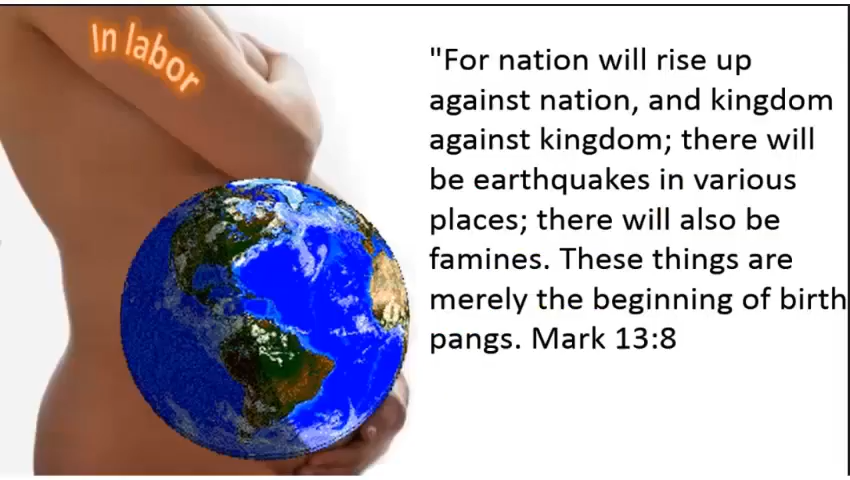 In labor
"For nation will rise up
against nation, and kingdom
against kingdom; there will
be earthquakes in various
places; there will also be
famines. These things are
merely the beginning of birth
pangs. Mark 13:8